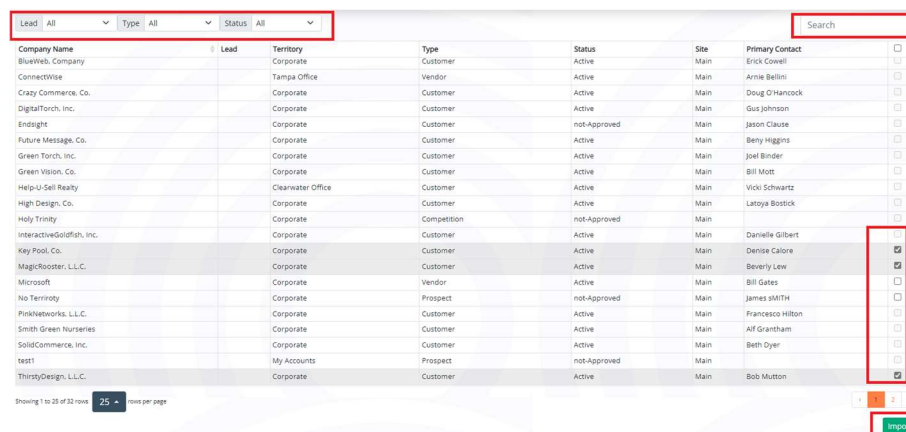 Lead All Type All Status All Search
Company Name Lead Territory Type Status Site Primary Contact
BlueWeb, Company Corporate Customer Active Main Erick Cowell
ConnectWise Tampa Office Vendor Active Main Arnie Bellini
Crazy Commerce, Co. Corporate Customer Active Main Doug O'Hancock
DigitalTorch, Inc. Corporate Customer Active Main Gus Johnson
Endsight Corporate Customer not-Approved Main Jason Clause
Future Message, Co. Corporate Customer Active Main Beny Higgins
Green Torch, Inc. Corporate Customer Active Main Joel Binder
Green Vision, Co. Corporate Customer Active Main Bill Mott
Help-U-Sell Realty Clearwater Office Customer Active Main Vicki Schwartz
High Design, Co. Corporate Customer Active Main Latoya Bostick
Holy Trinity Corporate Competition not-Approved Main
InteractiveGoldfish, Inc. Corporate Customer Active Main Danielle Gilbert
Key Pool, Co. Corporate Customer Active Main Denise Calore
MagicRooster, L.L.C. Corporate Customer Active Main Beverly Lew
Microsoft Corporate Vendor Active Main Bill Gates
No Terriroty Corporate Prospect not-Approved Main James sMITH
PinkNetworks, L.L.C. Corporate Customer Active Main Francesco Hilton
Smith Green Nurseries Corporate Customer Active Main Alf Grantham
SolidCommerce, Inc. Corporate Customer Active Main Beth Dyer
test1 My Accounts Prospect not-Approved Main
ThirstyDesign, L.L.C. Corporate Customer Active Main Bob Mutton
Showing 1 to 25 of 32 rows 25 rows per page ‹ 1 2
Impo